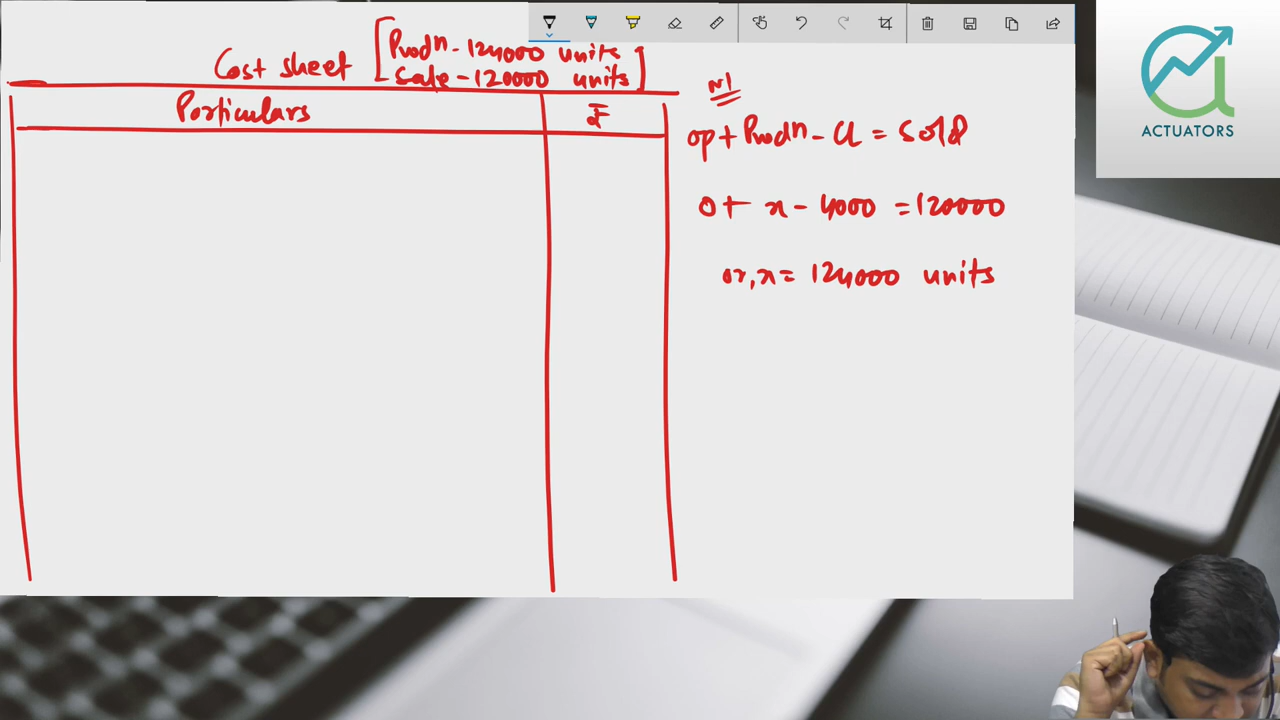 Cost sheet [Prodn - 124000 units
Sale - 120000 units]
Particulars ₹
N1
op + Prodn - Cl = Sold
0 + x - 4000 = 120000
or, x = 124000 units
ACTUATORS